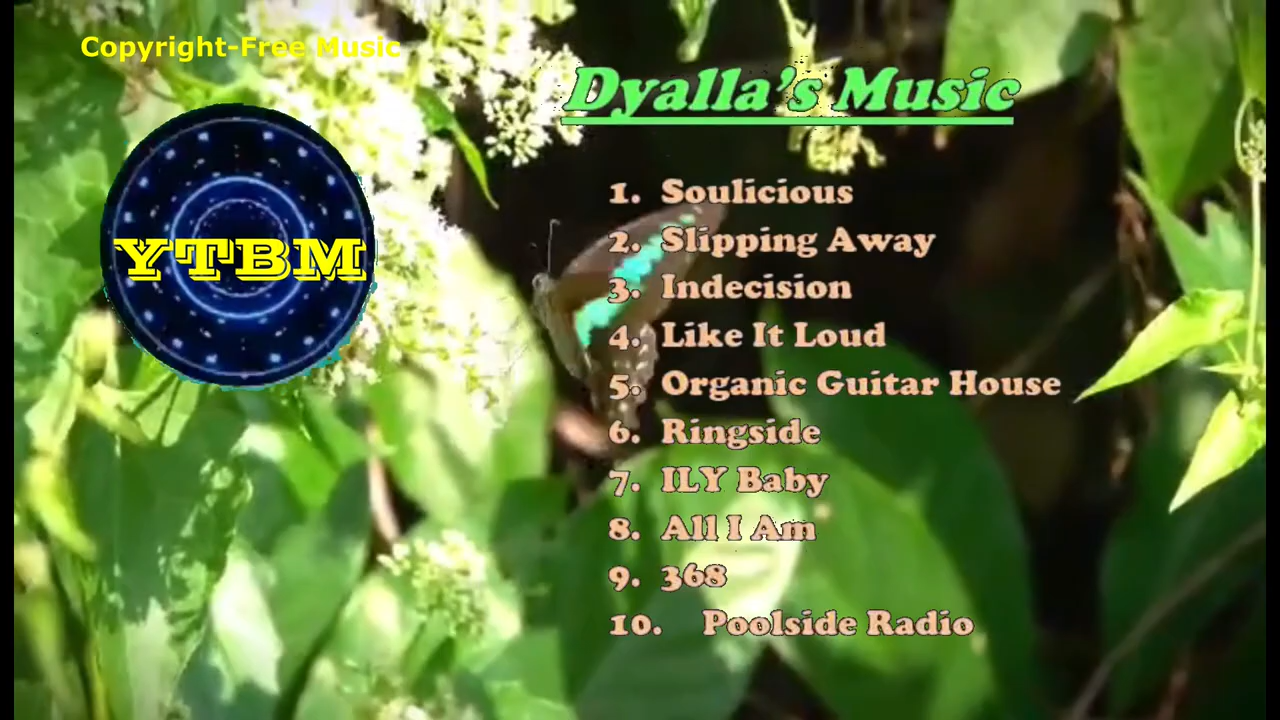 Copyright-Free Music
Dyalla's Music
YTBM
1. Soulicious
2. Slipping Away
3. Indecision
4. Like It Loud
5. Organic Guitar House
6. Ringside
7. ILY Baby
8. All I Am
9. 368
10. Poolside Radio